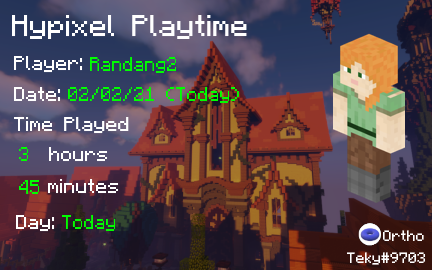 Hypixel Playtime
Player: Randang2
Date: 02/02/21 (Today)
Time Played
3 hours
45 minutes
Day: Today
Ortho
Teky#9703